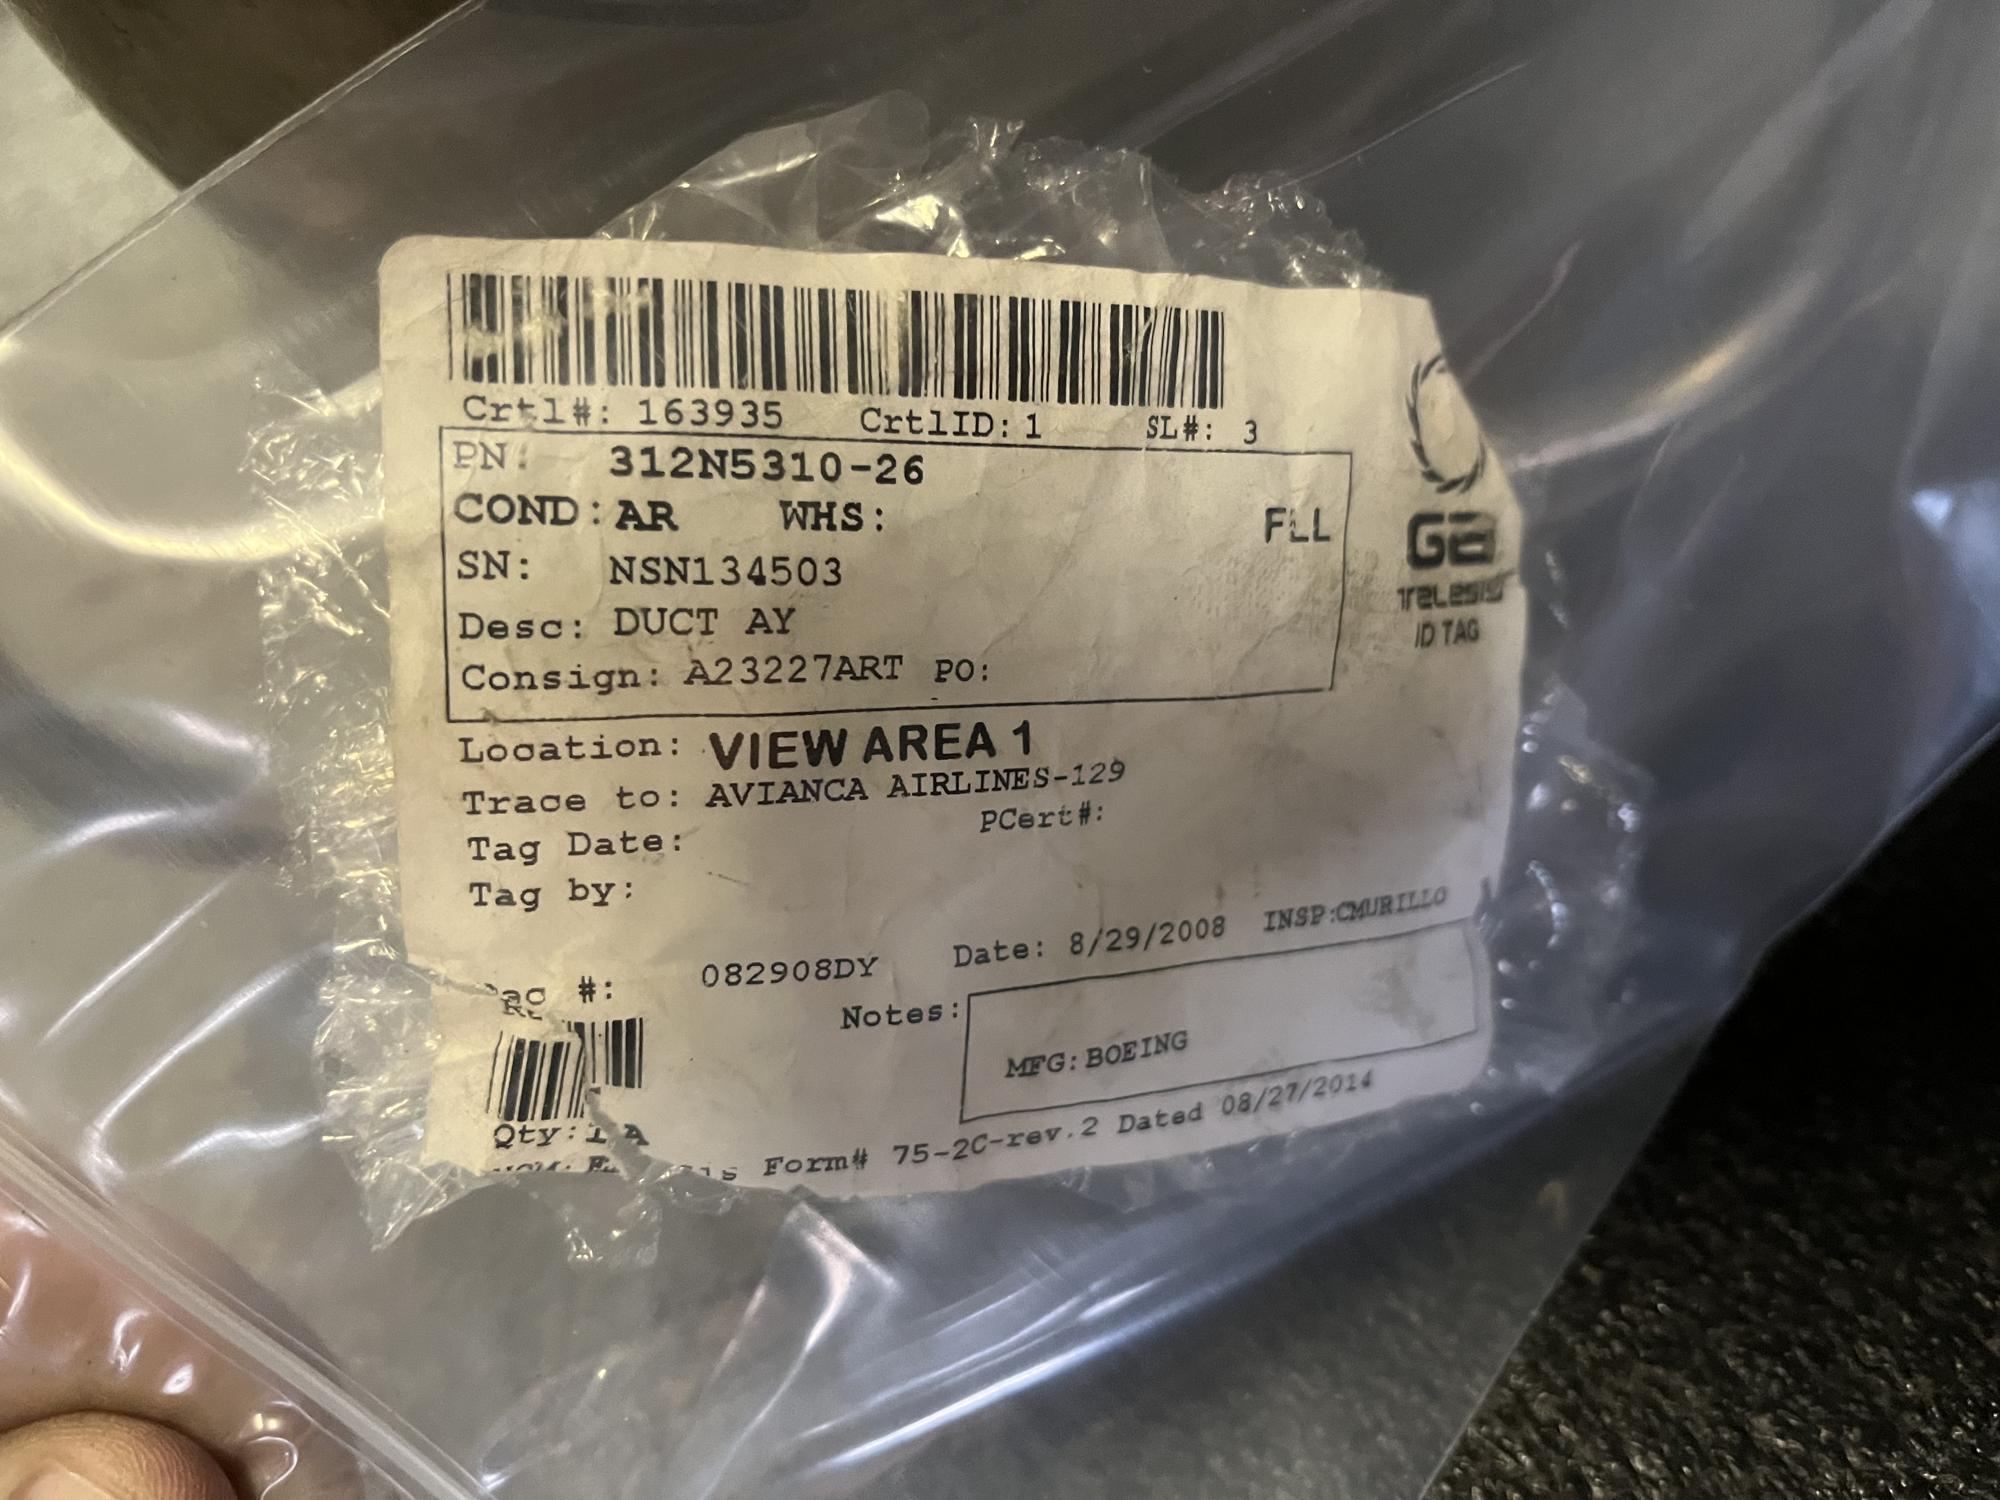 Crtl#: 163935 CrtlID: 1 SL#: 3
PN: 312N5310-26
COND: AR WHS: FLL
SN: NSN134503
Desc: DUCT AY
Consign: A23227ART PO:
GA
TELESIS
ID TAG
Location: VIEW AREA 1
Trace to: AVIANCA AIRLINES-129
Tag Date: PCert#:
Tag by:
#: 082908DY Date: 8/29/2008 INSP:CMURILLO
Notes:
MFG: BOEING
Qty: 1
Form# 75-2C-rev.2 Dated 08/27/2014